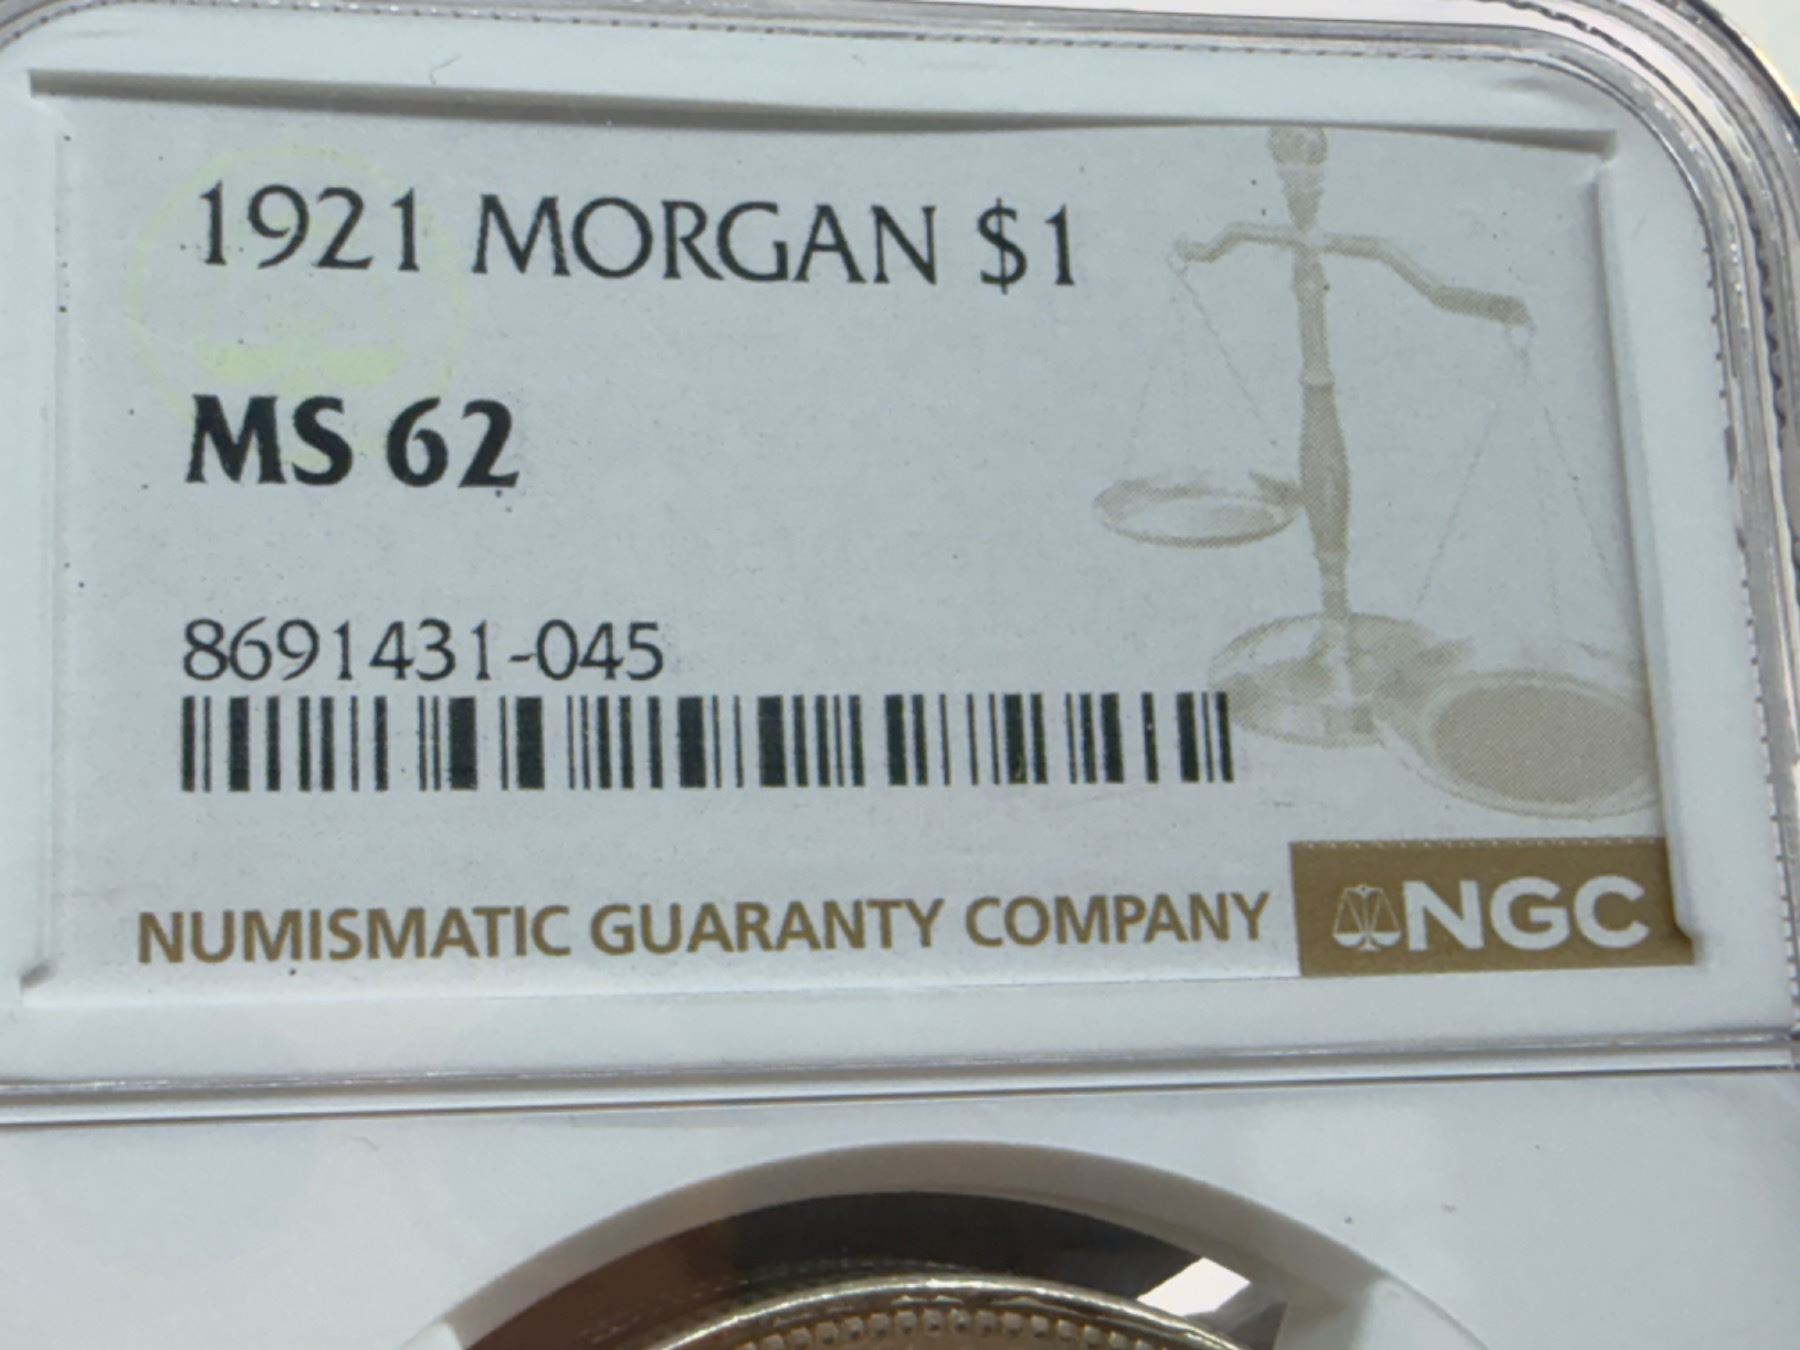 1921 MORGAN $1
MS 62
8691431-045
NUMISMATIC GUARANTY COMPANY NGC